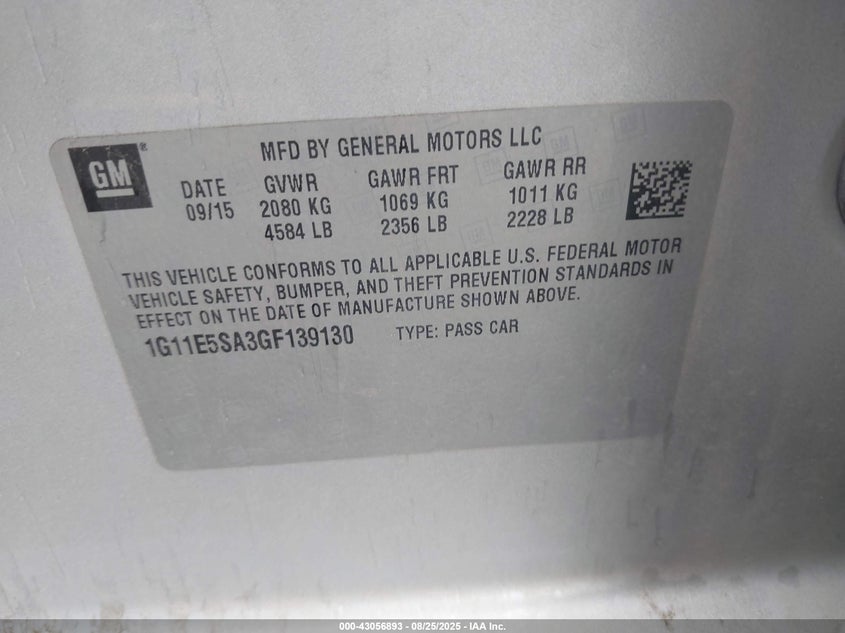 GM ®
MFD BY GENERAL MOTORS LLC
DATE GVWR GAWR FRT GAWR RR
09/15 2080 KG 1069 KG 1011 KG
4584 LB 2356 LB 2228 LB
THIS VEHICLE CONFORMS TO ALL APPLICABLE U.S. FEDERAL MOTOR
VEHICLE SAFETY, BUMPER, AND THEFT PREVENTION STANDARDS IN
EFFECT ON THE DATE OF MANUFACTURE SHOWN ABOVE.
1G11E5SA3GF139130 TYPE: PASS CAR
000-43056893 - 08/25/2025 - IAA Inc.